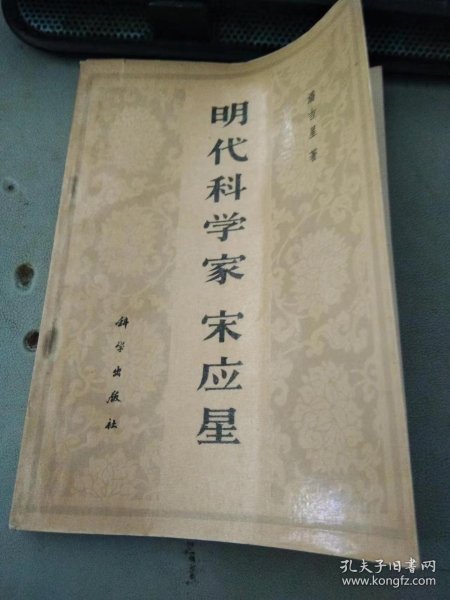 潘吉星 著
明代科学家 宋应星
科学出版社
孔夫子旧书网
www.kongfz.com